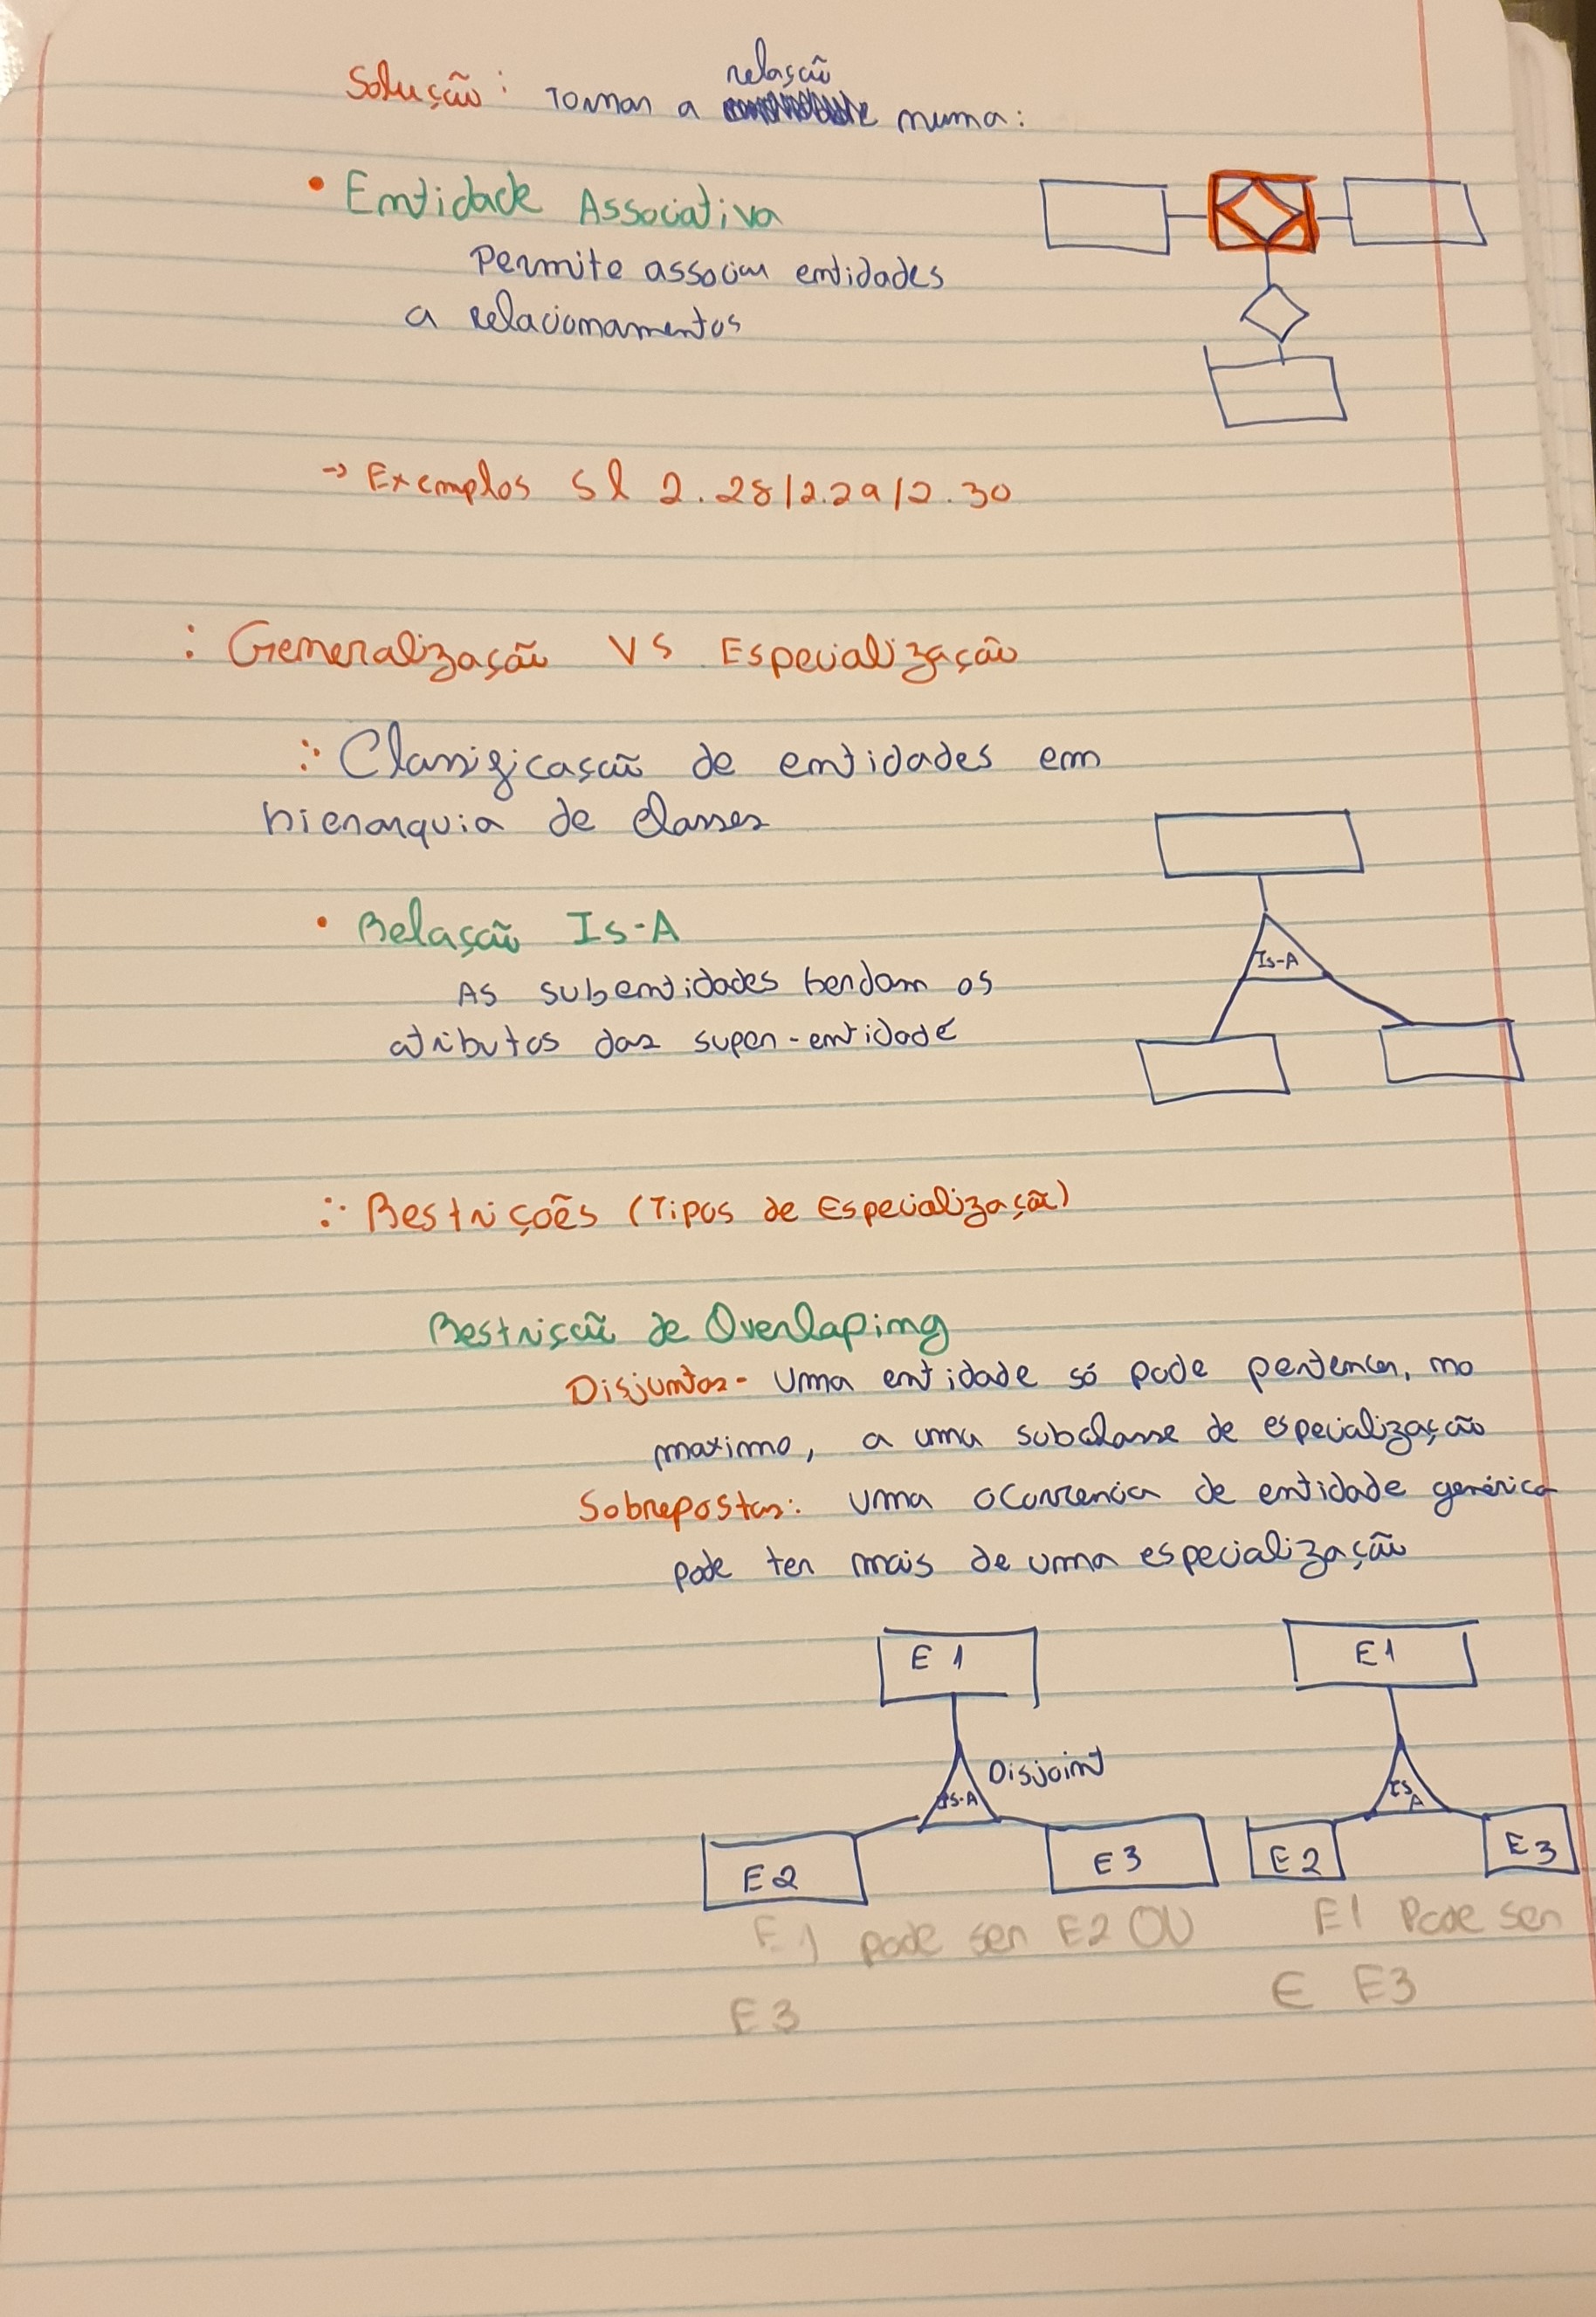 Solução: Tornar a relação numa:
• Entidade Associativa
Permite associar entidades
a relacionamentos
→ Exemplos sl 2.28/2.29/2.30
: Generalização VS Especialização
∴ Classificação de entidades em
hierarquia de classes
• Relação Is-A
As subentidades herdam os
atributos das super-entidade
Is-A
∴ Restrições (Tipos de Especialização)
Restrição de Overlaping
Disjuntas - Uma entidade só pode pertencer, no
maximo, a uma subclasse de especialização
Sobrepostas: uma ocurrencia de entidade genérica
pode ter mais de uma especialização
E1 E1
Disjoint
Is-A Is A
E2 E3 E2 E3
E1 pode ser E2 OU
E3
E1 Pode ser
E E3